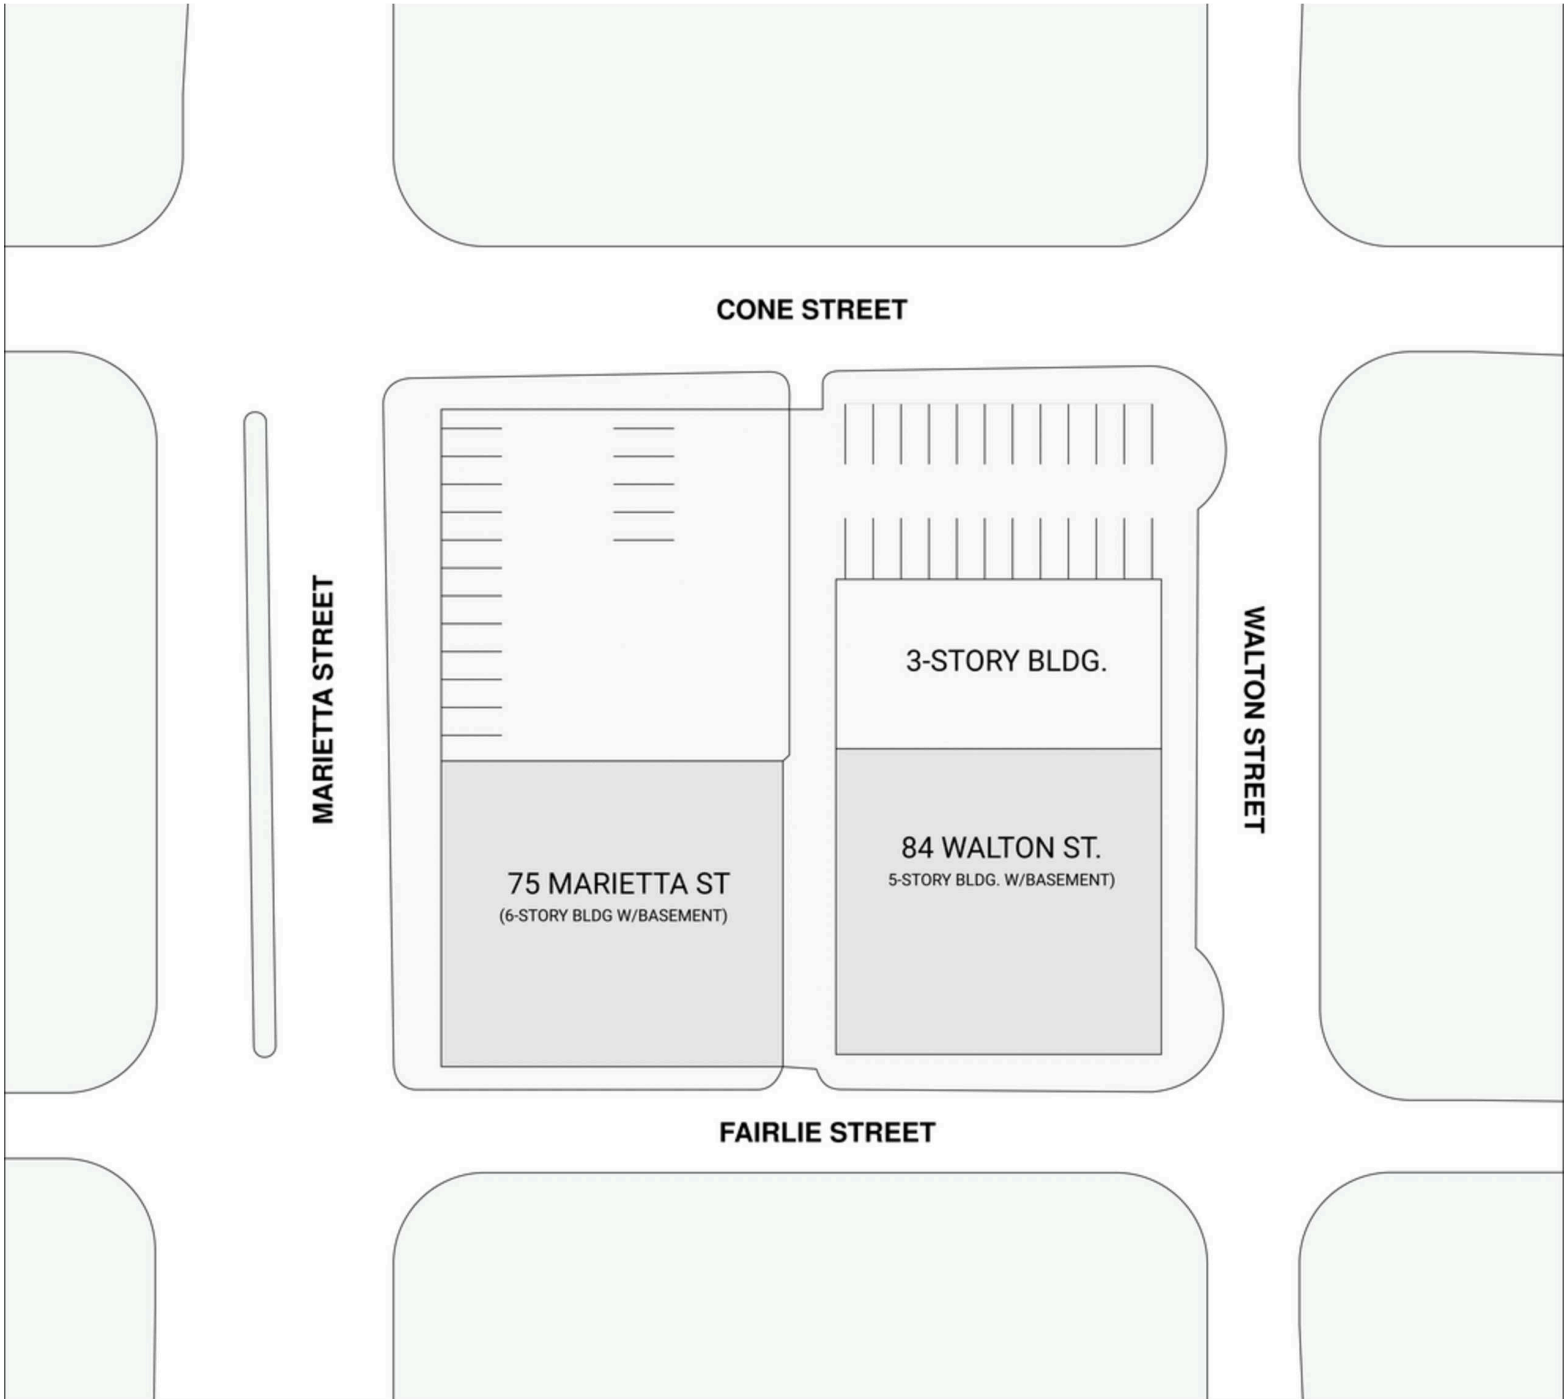 CONE STREET
MARIETTA STREET
3-STORY BLDG.
WALTON STREET
84 WALTON ST.
5-STORY BLDG. W/BASEMENT)
75 MARIETTA ST
(6-STORY BLDG W/BASEMENT)
FAIRLIE STREET